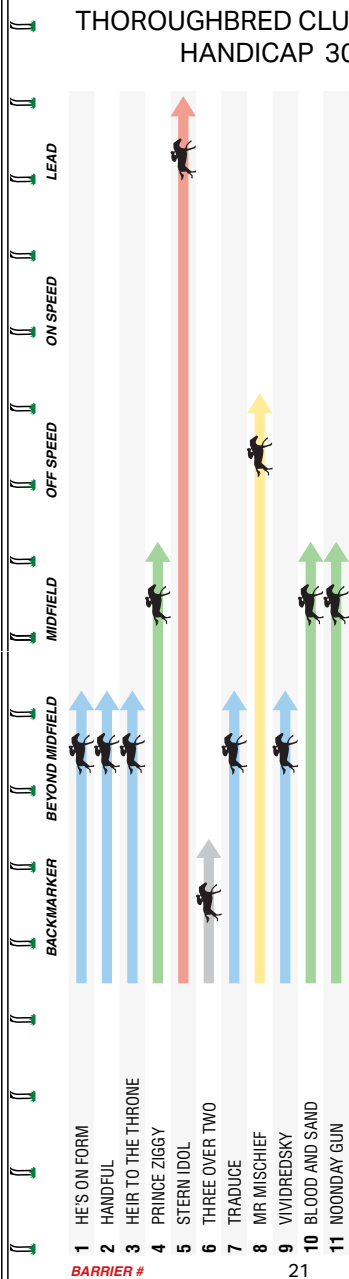 THOROUGHBRED CLU
HANDICAP 30
LEAD
ON SPEED
OFF SPEED
MIDFIELD
BEYOND MIDFIELD
BACKMARKER
1 HE'S ON FORM
2 HANDFUL
3 HEIR TO THE THRONE
4 PRINCE ZIGGY
5 STERN IDOL
6 THREE OVER TWO
7 TRADUCE
8 MR MISCHIEF
9 VIVIDREDSKY
10 BLOOD AND SAND
11 NOONDAY GUN
BARRIER #
21